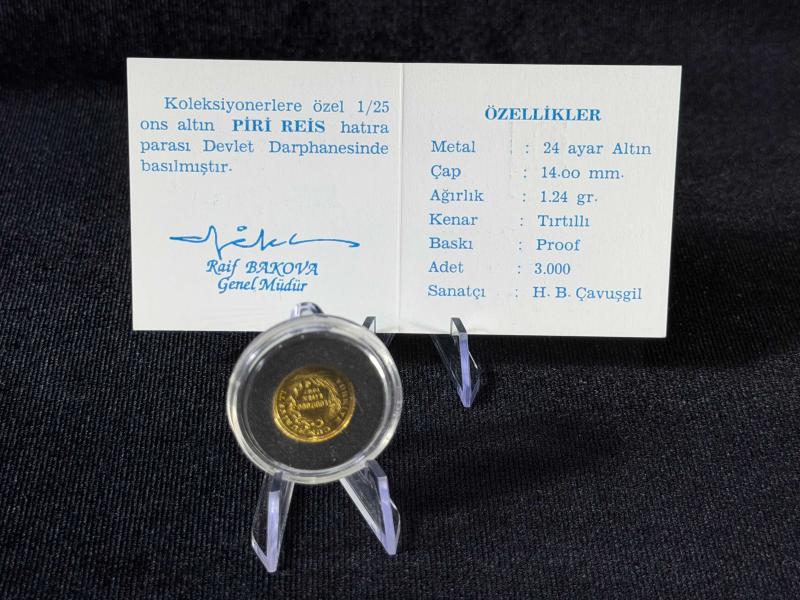 Koleksiyonerlere özel 1/25
ons altın PİRİ REİS hatıra
parası Devlet Darphanesinde
basılmıştır.
Raif BAKOVA
Genel Müdür
ÖZELLİKLER
Metal : 24 ayar Altın
Çap : 14.00 mm.
Ağırlık : 1.24 gr.
Kenar : Tırtıllı
Baskı : Proof
Adet : 3.000
Sanatçı : H. B. Çavuşgil